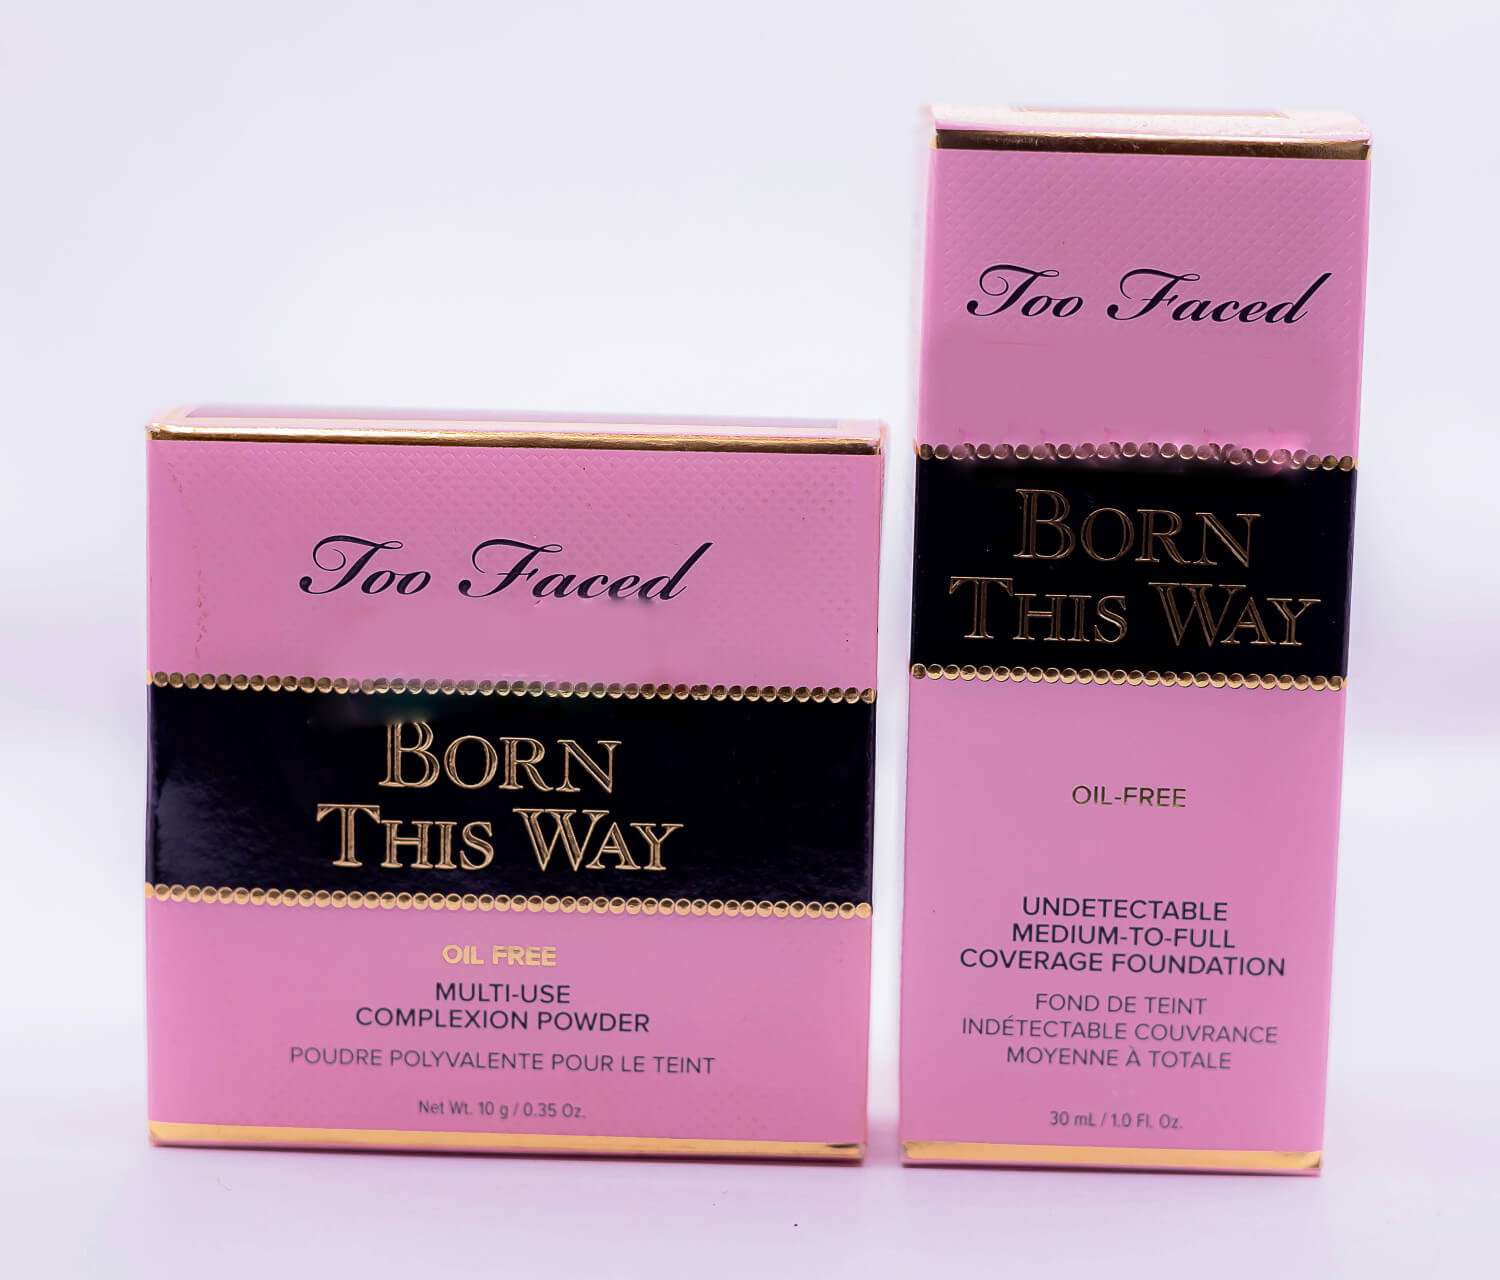 Too Faced
BORN
THIS WAY
OIL FREE
MULTI-USE
COMPLEXION POWDER
POUDRE POLYVALENTE POUR LE TEINT
Net Wt. 10 g / 0.35 Oz.
Too Faced
BORN
THIS WAY
OIL-FREE
UNDETECTABLE
MEDIUM-TO-FULL
COVERAGE FOUNDATION
FOND DE TEINT
INDÉTECTABLE COUVRANCE
MOYENNE À TOTALE
30 mL / 1.0 Fl. Oz.